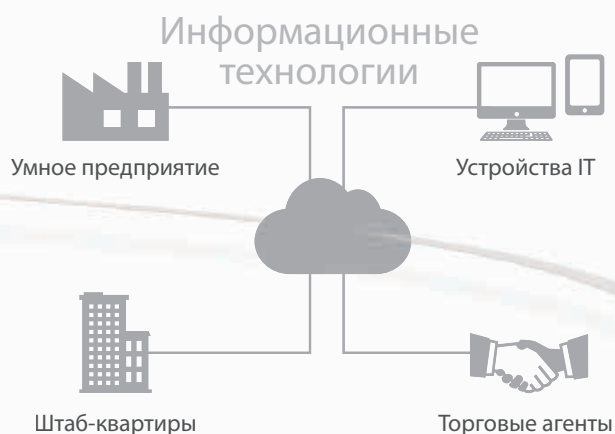 Информационные
технологии
Умное предприятие
Устройства IT
Штаб-квартиры
Торговые агенты